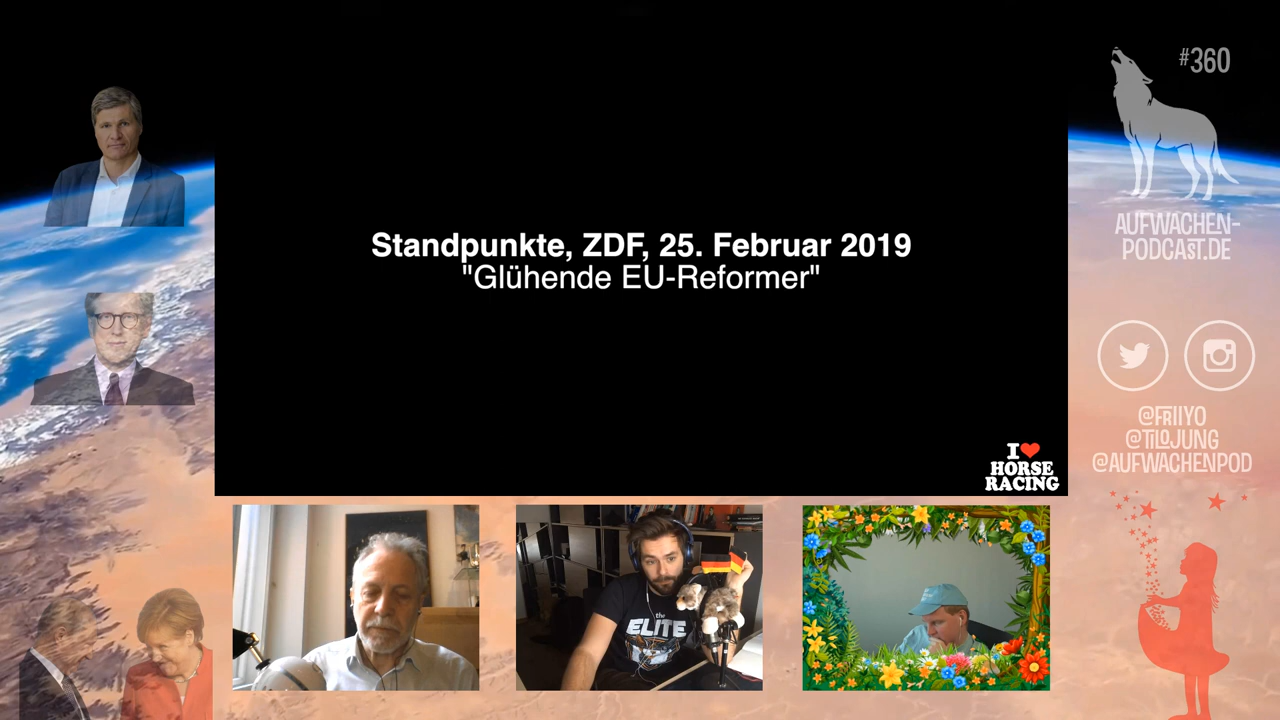 #360
AUFWACHEN-
PODCAST.DE
Standpunkte, ZDF, 25. Februar 2019
"Glühende EU-Reformer"
@FRIIYO
@TILOJUNG
@AUFWACHENPOD
I
HORSE
RACING
the
ELITE